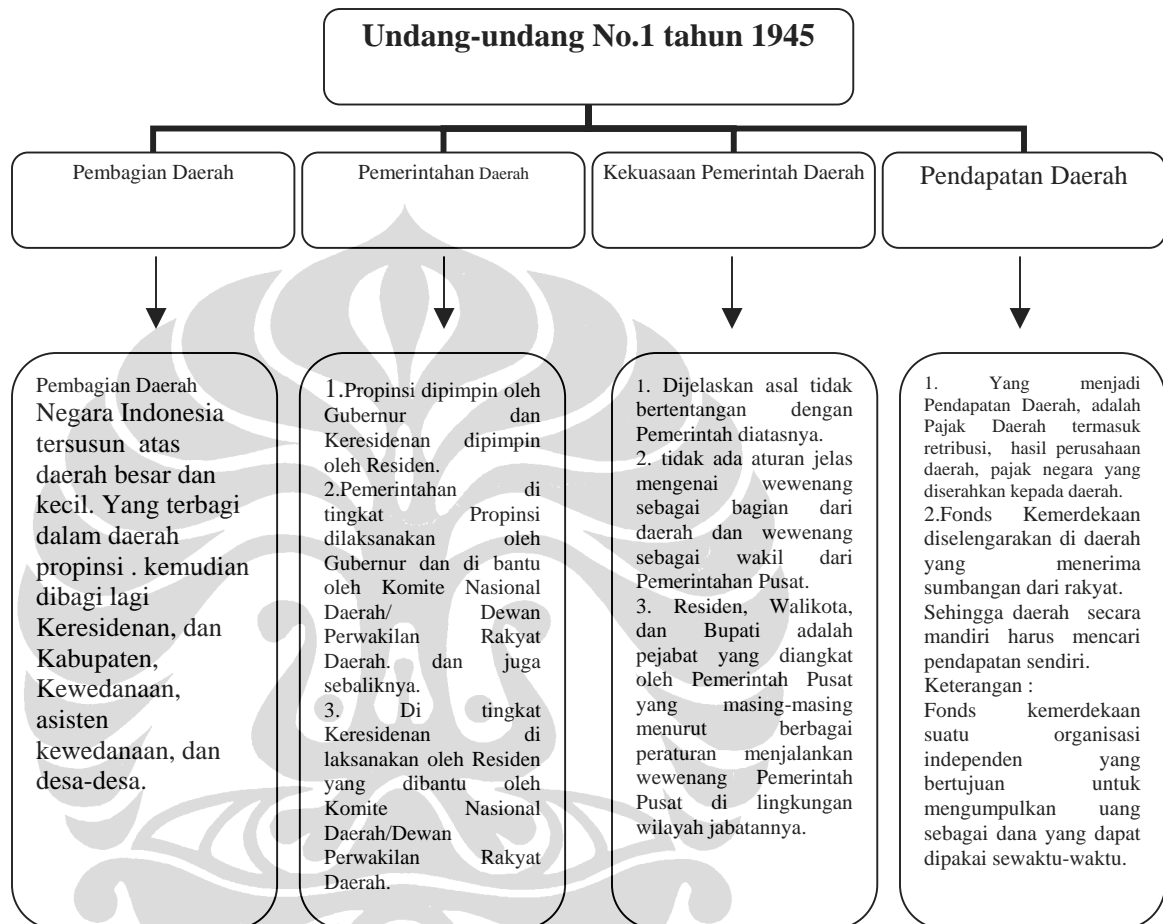 Undang-undang No.1 tahun 1945
Pembagian Daerah
Pemerintahan Daerah
Kekuasaan Pemerintah Daerah
Pendapatan Daerah
Pembagian Daerah
Negara Indonesia
tersusun atas
daerah besar dan
kecil. Yang terbagi
dalam daerah
propinsi . kemudian
dibagi lagi
Keresidenan, dan
Kabupaten,
Kewedanaan,
asisten
kewedanaan, dan
desa-desa.
1.Propinsi dipimpin oleh
Gubernur dan
Keresidenan dipimpin
oleh Residen.
2.Pemerintahan di
tingkat Propinsi
dilaksanakan oleh
Gubernur dan di bantu
oleh Komite Nasional
Daerah/ Dewan
Perwakilan Rakyat
Daerah. dan juga
sebaliknya.
3. Di tingkat
Keresidenan di
laksanakan oleh Residen
yang dibantu oleh
Komite Nasional
Daerah/Dewan
Perwakilan Rakyat
Daerah.
1. Dijelaskan asal tidak
bertentangan dengan
Pemerintah diatasnya.
2. tidak ada aturan jelas
mengenai wewenang
sebagai bagian dari
daerah dan wewenang
sebagai wakil dari
Pemerintahan Pusat.
3. Residen, Walikota,
dan Bupati adalah
pejabat yang diangkat
oleh Pemerintah Pusat
yang masing-masing
menurut berbagai
peraturan menjalankan
wewenang Pemerintah
Pusat di lingkungan
wilayah jabatannya.
1. Yang menjadi
Pendapatan Daerah, adalah
Pajak Daerah termasuk
retribusi, hasil perusahaan
daerah, pajak negara yang
diserahkan kepada daerah.
2.Fonds Kemerdekaan
diselengarakan di daerah
yang menerima
sumbangan dari rakyat.
Sehingga daerah secara
mandiri harus mencari
pendapatan sendiri.
Keterangan :
Fonds kemerdekaan
suatu organisasi
independen yang
bertujuan untuk
mengumpulkan uang
sebagai dana yang dapat
dipakai sewaktu-waktu.